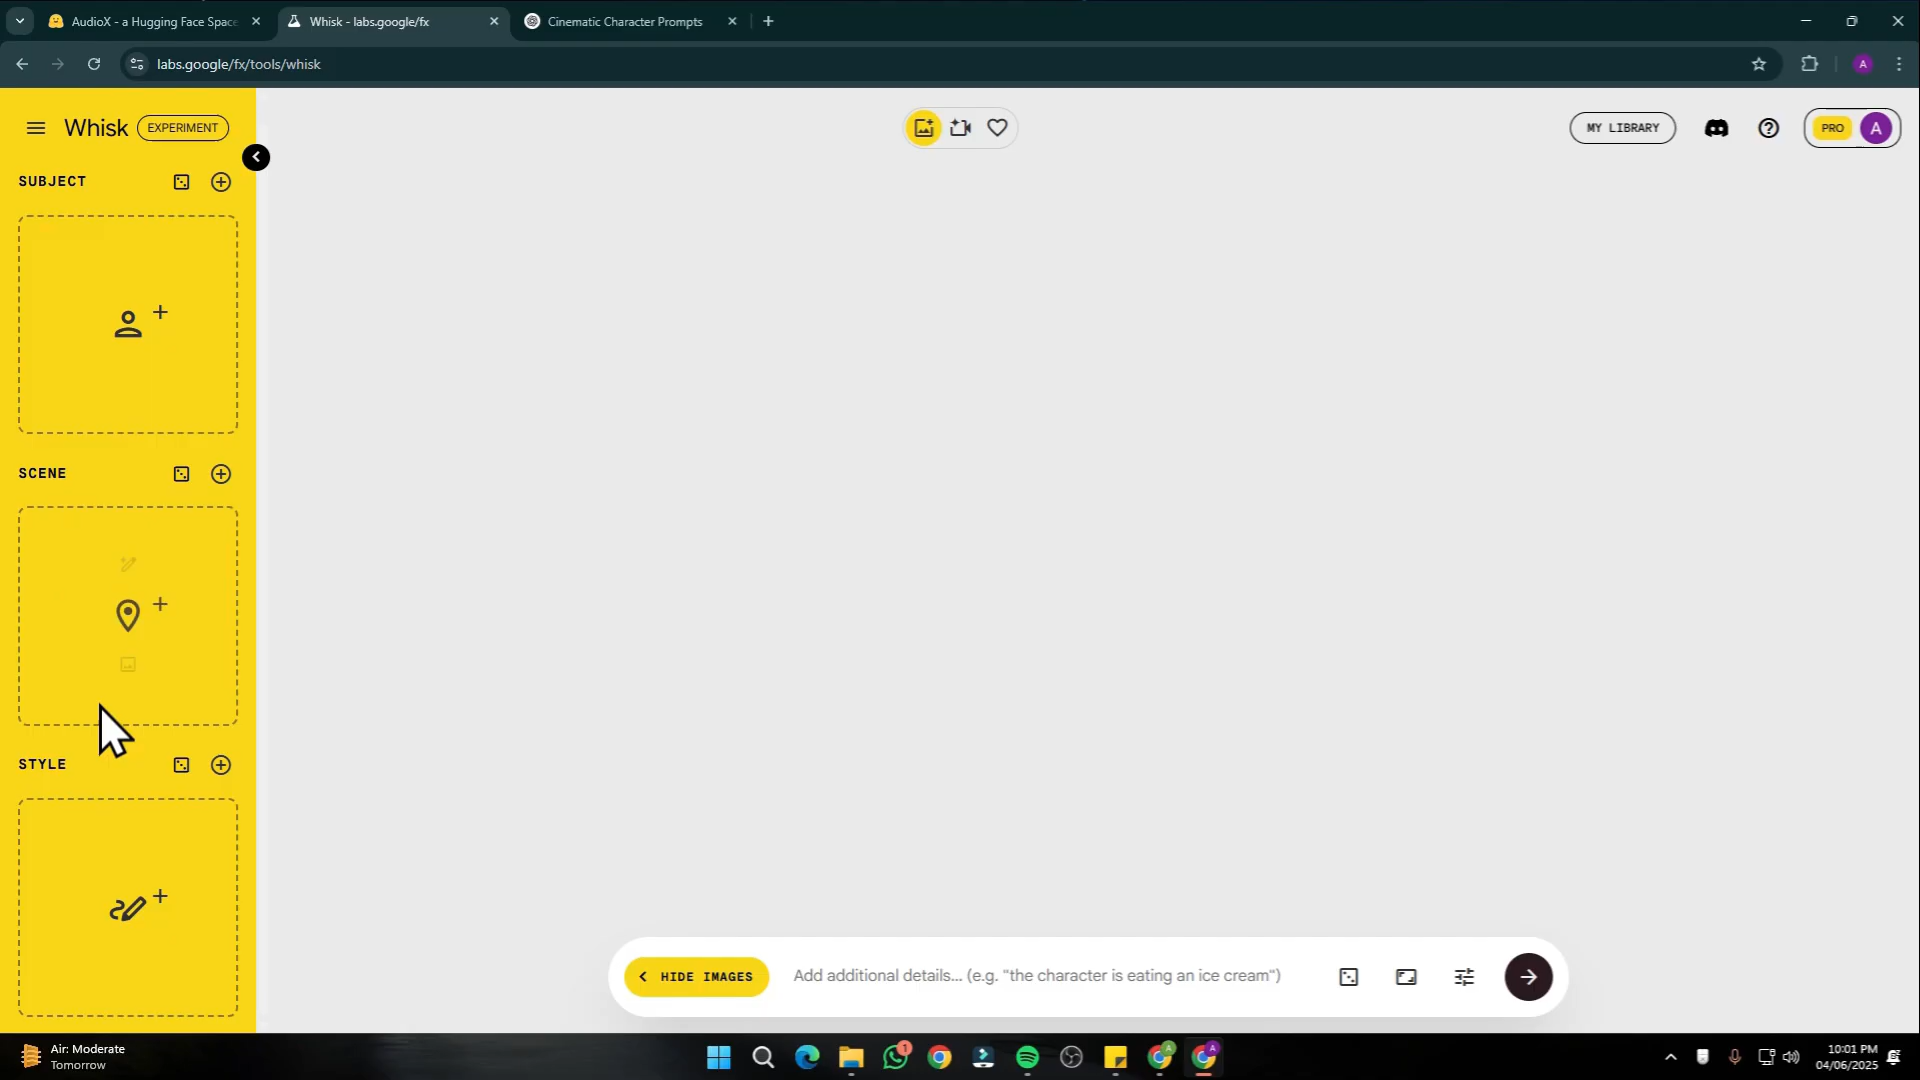 AudioX - a Hugging Face Space
Whisk - labs.google/fx
Cinematic Character Prompts
labs.google/fx/tools/whisk
A
Whisk EXPERIMENT
MY LIBRARY
PRO A
SUBJECT
SCENE
STYLE
HIDE IMAGES
Add additional details... (e.g. "the character is eating an ice cream")
Air: Moderate
Tomorrow
1
A
A
10:01 PM
04/06/2025